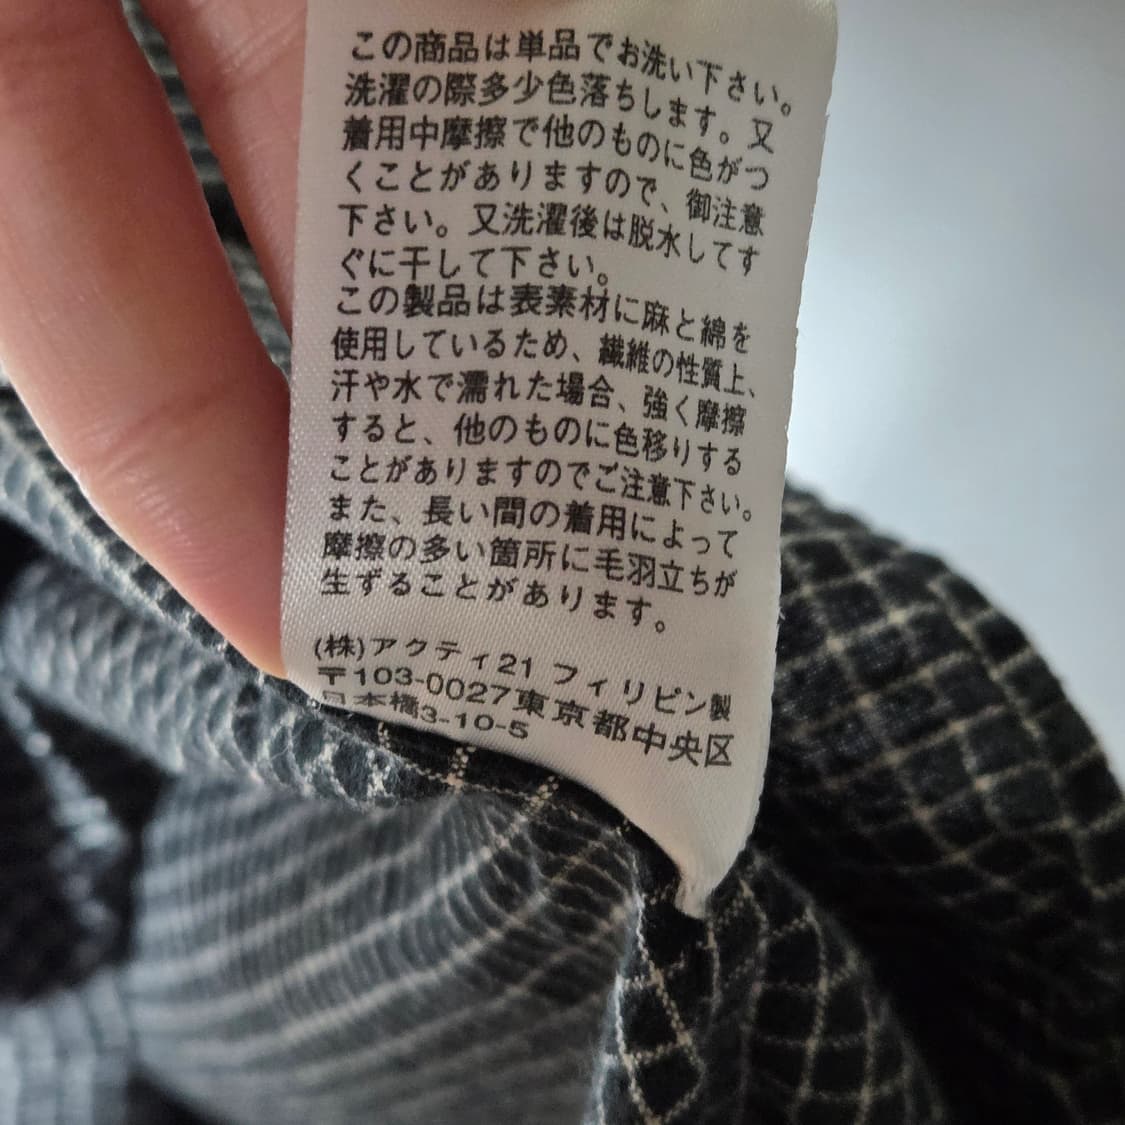 この商品は単品でお洗い下さい。
洗濯の際多少色落ちします。又
着用中摩擦で他のものに色がつ
くことがありますので、御注意
下さい。又洗濯後は脱水してす
ぐに干して下さい。
この製品は表素材に麻と綿を
使用しているため、繊維の性質上、
汗や水で濡れた場合、強く摩擦
すると、他のものに色移りする
ことがありますのでご注意下さい。
また、長い間の着用によって
摩擦の多い箇所に毛羽立ちが
生ずることがあります。
(株)アクティ21 フィリピン製
〒103-0027東京都中央区
日本橋3-10-5